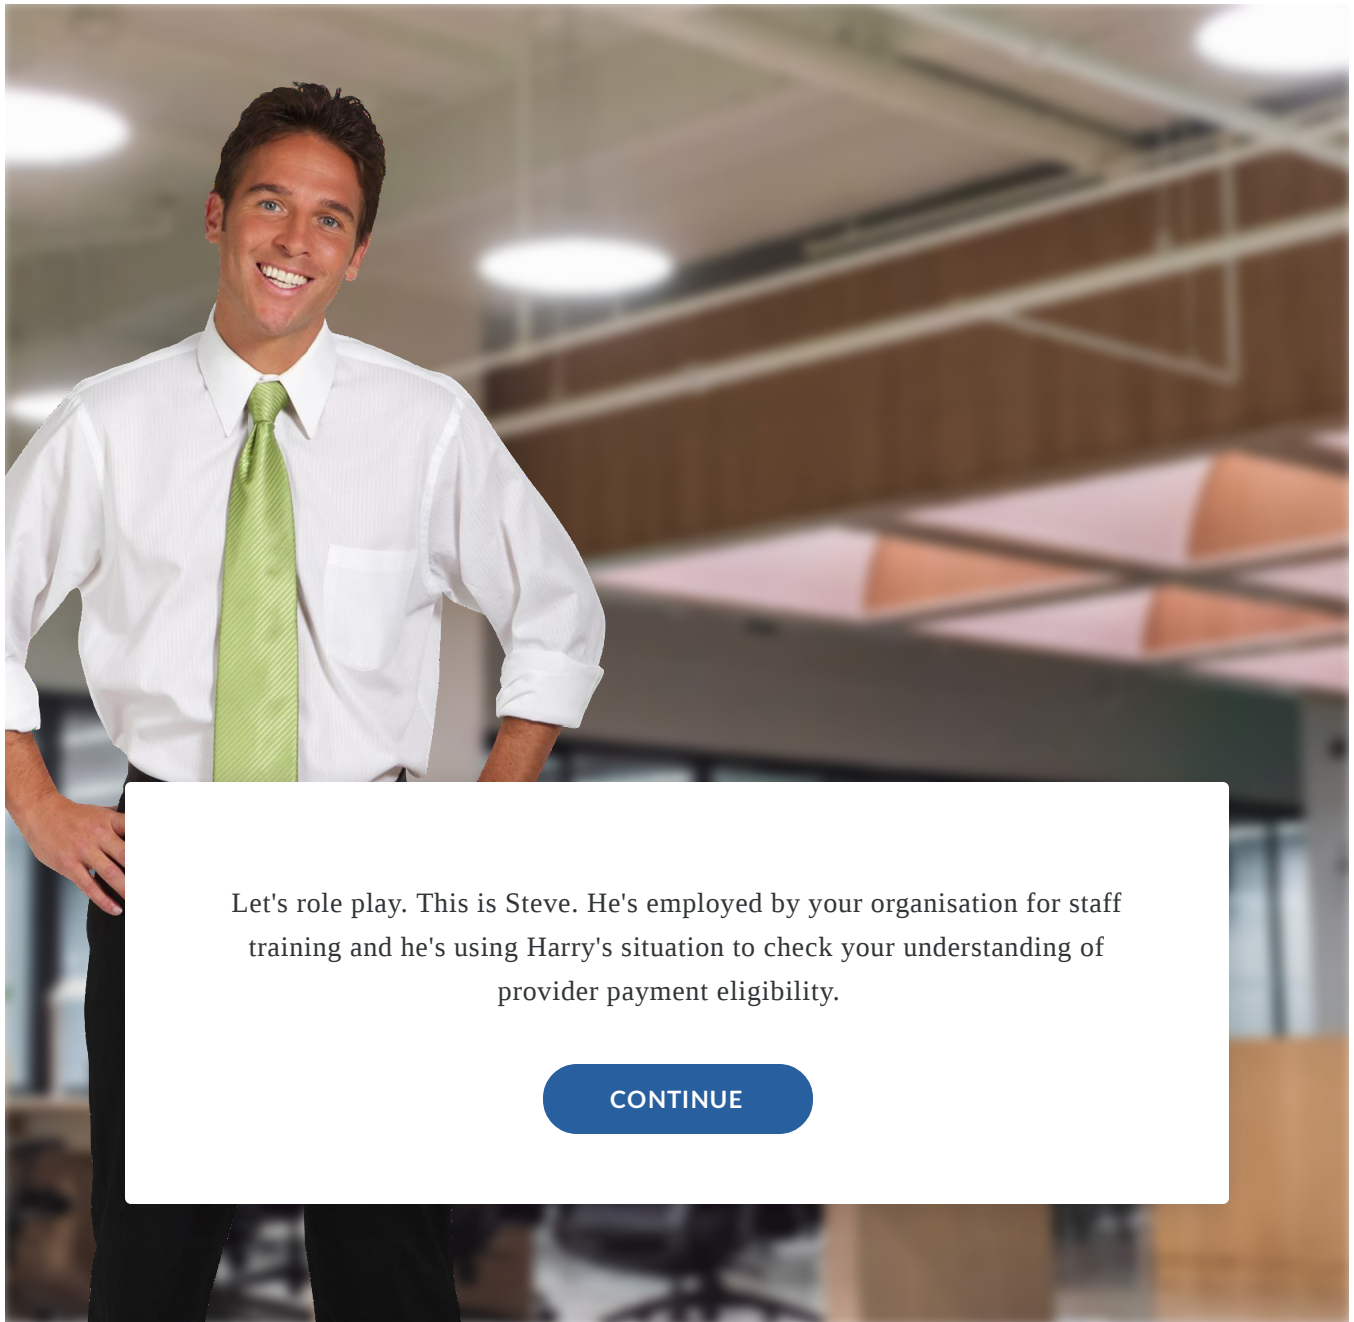 Let's role play. This is Steve. He's employed by your organisation for staff
training and he's using Harry's situation to check your understanding of
provider payment eligibility.
CONTINUE